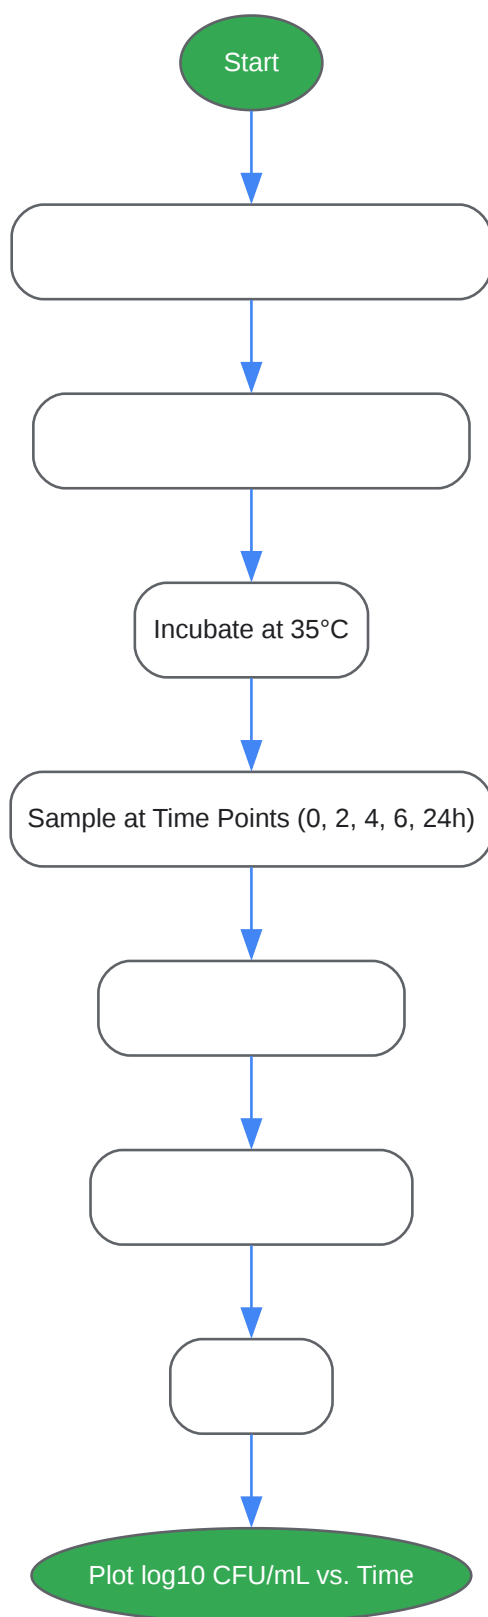 Start
Incubate at 35°C
Sample at Time Points (0, 2, 4, 6, 24h)
Plot log10 CFU/mL vs. Time